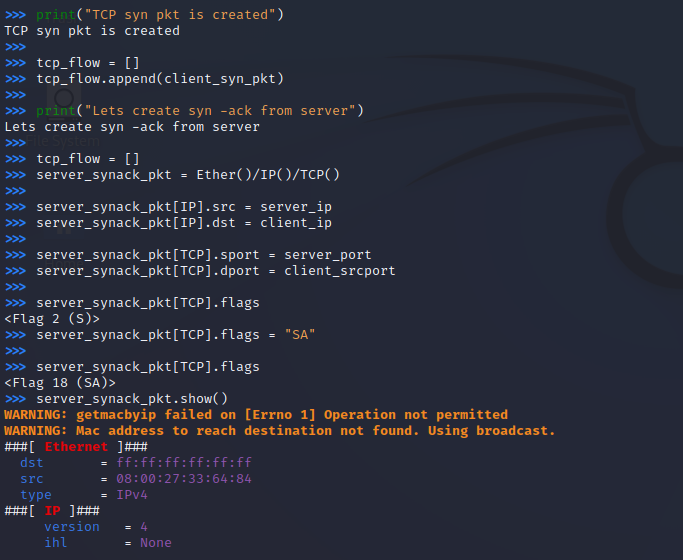 >>> print("TCP syn pkt is created")
TCP syn pkt is created
>>>
>>> tcp_flow = []
>>> tcp_flow.append(client_syn_pkt)
>>>
>>> print("Lets create syn -ack from server")
Lets create syn -ack from server
>>>
File System
>>> tcp_flow = []
>>> server_synack_pkt = Ether()/IP()/TCP()
>>>
>>> server_synack_pkt[IP].src = server_ip
>>> server_synack_pkt[IP].dst = client_ip
>>>
>>> server_synack_pkt[TCP].sport = server_port
>>> server_synack_pkt[TCP].dport = client_srcport
>>>
>>> server_synack_pkt[TCP].flags
<Flag 2 (S)>
>>> server_synack_pkt[TCP].flags = "SA"
>>>
>>> server_synack_pkt[TCP].flags
<Flag 18 (SA)>
>>> server_synack_pkt.show()
WARNING: getmacbyip failed on [Errno 1] Operation not permitted
WARNING: Mac address to reach destination not found. Using broadcast.
###[ Ethernet ]###
  dst       = ff:ff:ff:ff:ff:ff
  src       = 08:00:27:33:64:84
  type      = IPv4
###[ IP ]###
     version   = 4
     ihl       = None